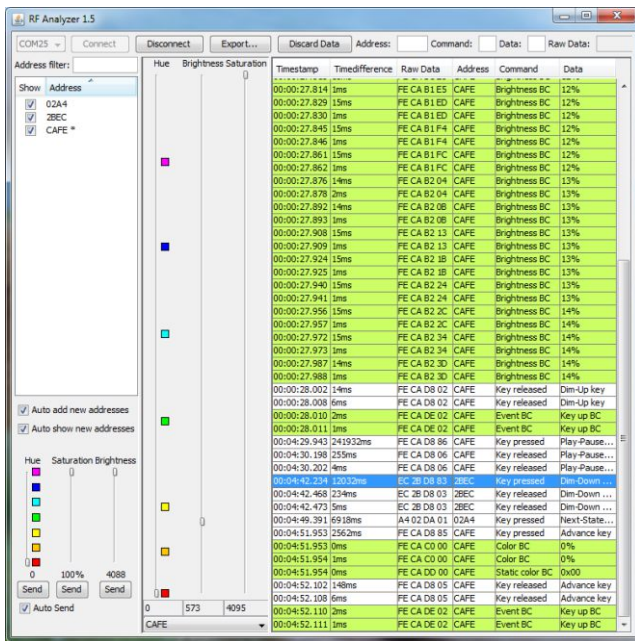 RF Analyzer 1.5
COM25 Connect Disconnect Export... Discard Data Address: Command: Data: Raw Data:
Address filter:
Show Address
02A4
2BEC
CAFE *
Auto add new addresses
Auto show new addresses
Hue Saturation Brightness
0 100% 4088
Send Send Send
Auto Send
Hue Brightness Saturation
0 573 4095
CAFE
Timestamp Timedifference Raw Data Address Command Data
00:00:27.814 1ms FE CA B1 E5 CAFE Brightness BC 12%
00:00:27.829 15ms FE CA B1 ED CAFE Brightness BC 12%
00:00:27.830 1ms FE CA B1 ED CAFE Brightness BC 12%
00:00:27.845 15ms FE CA B1 F4 CAFE Brightness BC 12%
00:00:27.846 1ms FE CA B1 F4 CAFE Brightness BC 12%
00:00:27.861 15ms FE CA B1 FC CAFE Brightness BC 12%
00:00:27.862 1ms FE CA B1 FC CAFE Brightness BC 12%
00:00:27.876 14ms FE CA B2 04 CAFE Brightness BC 13%
00:00:27.878 2ms FE CA B2 04 CAFE Brightness BC 13%
00:00:27.892 14ms FE CA B2 0B CAFE Brightness BC 13%
00:00:27.893 1ms FE CA B2 0B CAFE Brightness BC 13%
00:00:27.908 15ms FE CA B2 13 CAFE Brightness BC 13%
00:00:27.909 1ms FE CA B2 13 CAFE Brightness BC 13%
00:00:27.924 15ms FE CA B2 1B CAFE Brightness BC 13%
00:00:27.925 1ms FE CA B2 1B CAFE Brightness BC 13%
00:00:27.940 15ms FE CA B2 24 CAFE Brightness BC 13%
00:00:27.941 1ms FE CA B2 24 CAFE Brightness BC 13%
00:00:27.956 15ms FE CA B2 2C CAFE Brightness BC 14%
00:00:27.957 1ms FE CA B2 2C CAFE Brightness BC 14%
00:00:27.972 15ms FE CA B2 34 CAFE Brightness BC 14%
00:00:27.973 1ms FE CA B2 34 CAFE Brightness BC 14%
00:00:27.987 14ms FE CA B2 3D CAFE Brightness BC 14%
00:00:27.988 1ms FE CA B2 3D CAFE Brightness BC 14%
00:00:28.002 14ms FE CA D8 02 CAFE Key released Dim-Up key
00:00:28.008 6ms FE CA D8 02 CAFE Key released Dim-Up key
00:00:28.010 2ms FE CA DE 02 CAFE Event BC Key up BC
00:00:28.011 1ms FE CA DE 02 CAFE Event BC Key up BC
00:04:29.943 241932ms FE CA D8 86 CAFE Key pressed Play-Pause...
00:04:30.198 255ms FE CA D8 06 CAFE Key released Play-Pause...
00:04:30.202 4ms FE CA D8 06 CAFE Key released Play-Pause...
00:04:42.234 12032ms EC 2B D8 83 2BEC Key pressed Dim-Down ...
00:04:42.468 234ms EC 2B D8 03 2BEC Key released Dim-Down ...
00:04:42.473 5ms EC 2B D8 03 2BEC Key released Dim-Down ...
00:04:49.391 6918ms A4 02 DA 01 02A4 Key pressed Next-State...
00:04:51.953 2562ms FE CA D8 85 CAFE Key pressed Advance key
00:04:51.953 0ms FE CA C0 00 CAFE Color BC 0%
00:04:51.954 1ms FE CA C0 00 CAFE Color BC 0%
00:04:51.954 0ms FE CA DD 00 CAFE Static color BC 0x00
00:04:52.102 148ms FE CA D8 05 CAFE Key released Advance key
00:04:52.108 6ms FE CA D8 05 CAFE Key released Advance key
00:04:52.110 2ms FE CA DE 02 CAFE Event BC Key up BC
00:04:52.111 1ms FE CA DE 02 CAFE Event BC Key up BC